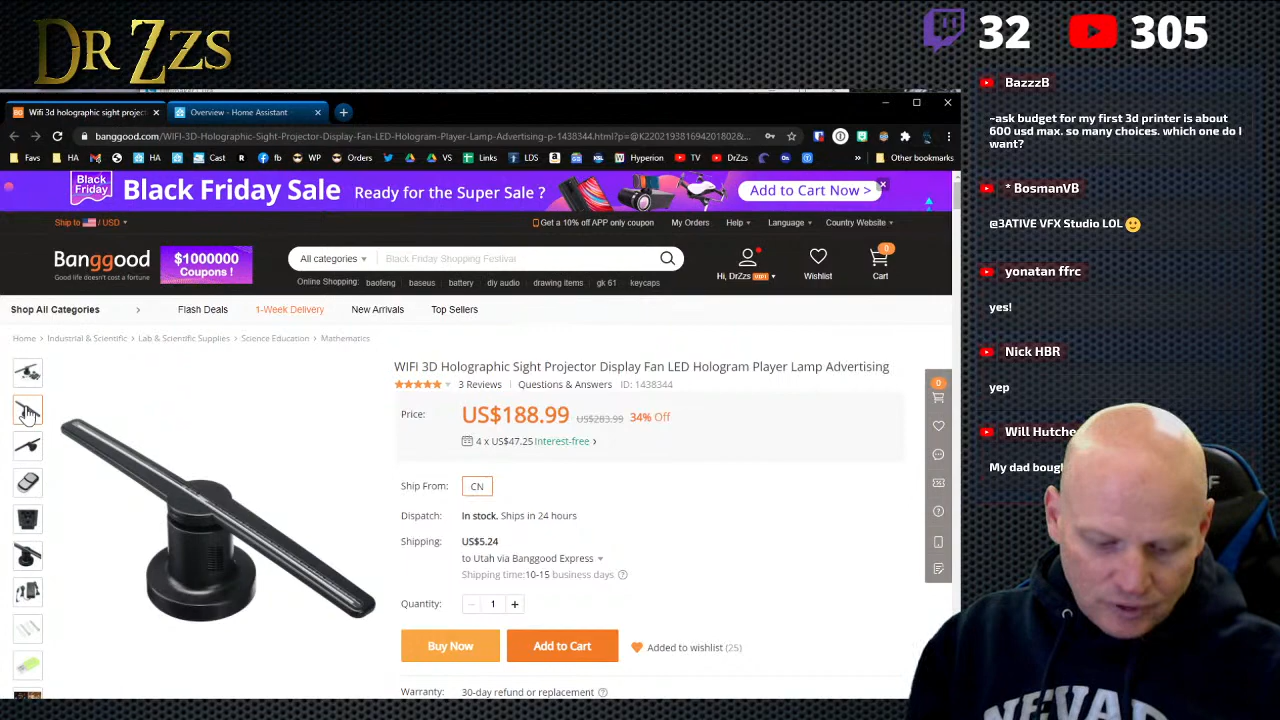 DrZzs
32
305
Wifi 3d holographic sight projec
Overview - Home Assistant
banggood.com/WIFI-3D-Holographic-Sight-Projector-Display-Fan-LED-Hologram-Player-Lamp-Advertising-p-1438344.html?p=@K2202193816942018O2&...
Favs
HA
HA
Cast
R
fb
WP
Orders
VS
Links
LDS
Hyperion
TV
DrZzs
On
»
Other bookmarks
Black
Friday
Black Friday Sale
Ready for the Super Sale ?
Add to Cart Now >
Ship to
/ USD
Get a 10% off APP only coupon
My Orders
Help
Language
Country Website
Banggood
Good life doesn't cost a fortune
$1000000
Coupons !
All categories
Black Friday Shopping Festival
Online Shopping:
baofeng
baseus
battery
diy audio
drawing items
gk 61
keycaps
Hi, DrZzs
Wishlist
0
Cart
Shop All Categories
Flash Deals
1-Week Delivery
New Arrivals
Top Sellers
Home > Industrial & Scientific > Lab & Scientific Supplies > Science Education > Mathematics
WIFI 3D Holographic Sight Projector Display Fan LED Hologram Player Lamp Advertising
3 Reviews
Questions & Answers
ID: 1438344
Price:
US$188.99
US$283.99
34% Off
4 x US$47.25 Interest-free >
Ship From:
CN
Dispatch:
In stock. Ships in 24 hours
Shipping:
US$5.24
to Utah via Banggood Express
Shipping time:10-15 business days
Quantity:
1
Buy Now
Add to Cart
Added to wishlist (25)
Warranty:
30-day refund or replacement
0
BazzzB
~ask budget for my first 3d printer is about
600 usd max. so many choices. which one do I
want?
* BosmanVB
@3ATIVE VFX Studio LOL
yonatan ffrc
yes!
Nick HBR
yep
Will Hutche
My dad bough
NEVAD